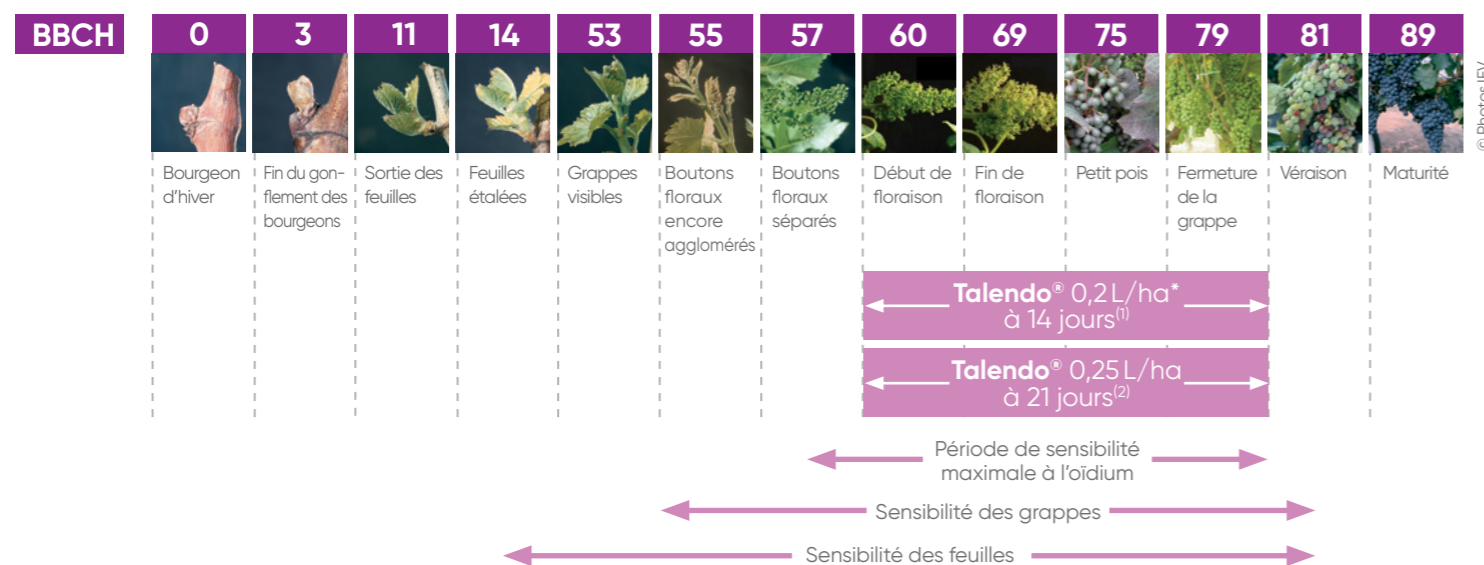 BBCH 0 3 11 14 53 55 57 60 69 75 79 81 89
© Photos IFV
Bourgeon
d'hiver
Fin du gon-
flement des
bourgeons
Sortie des
feuilles
Feuilles
étalées
Grappes
visibles
Boutons
floraux
encore
agglomérés
Boutons
floraux
séparés
Début de
floraison
Fin de
floraison
Petit pois
Fermeture
de la
grappe
Véraison
Maturité
Talendo® 0,2 L/ha*
à 14 jours(1)
Talendo® 0,25 L/ha
à 21 jours(2)
Période de sensibilité
maximale à l'oïdium
Sensibilité des grappes
Sensibilité des feuilles